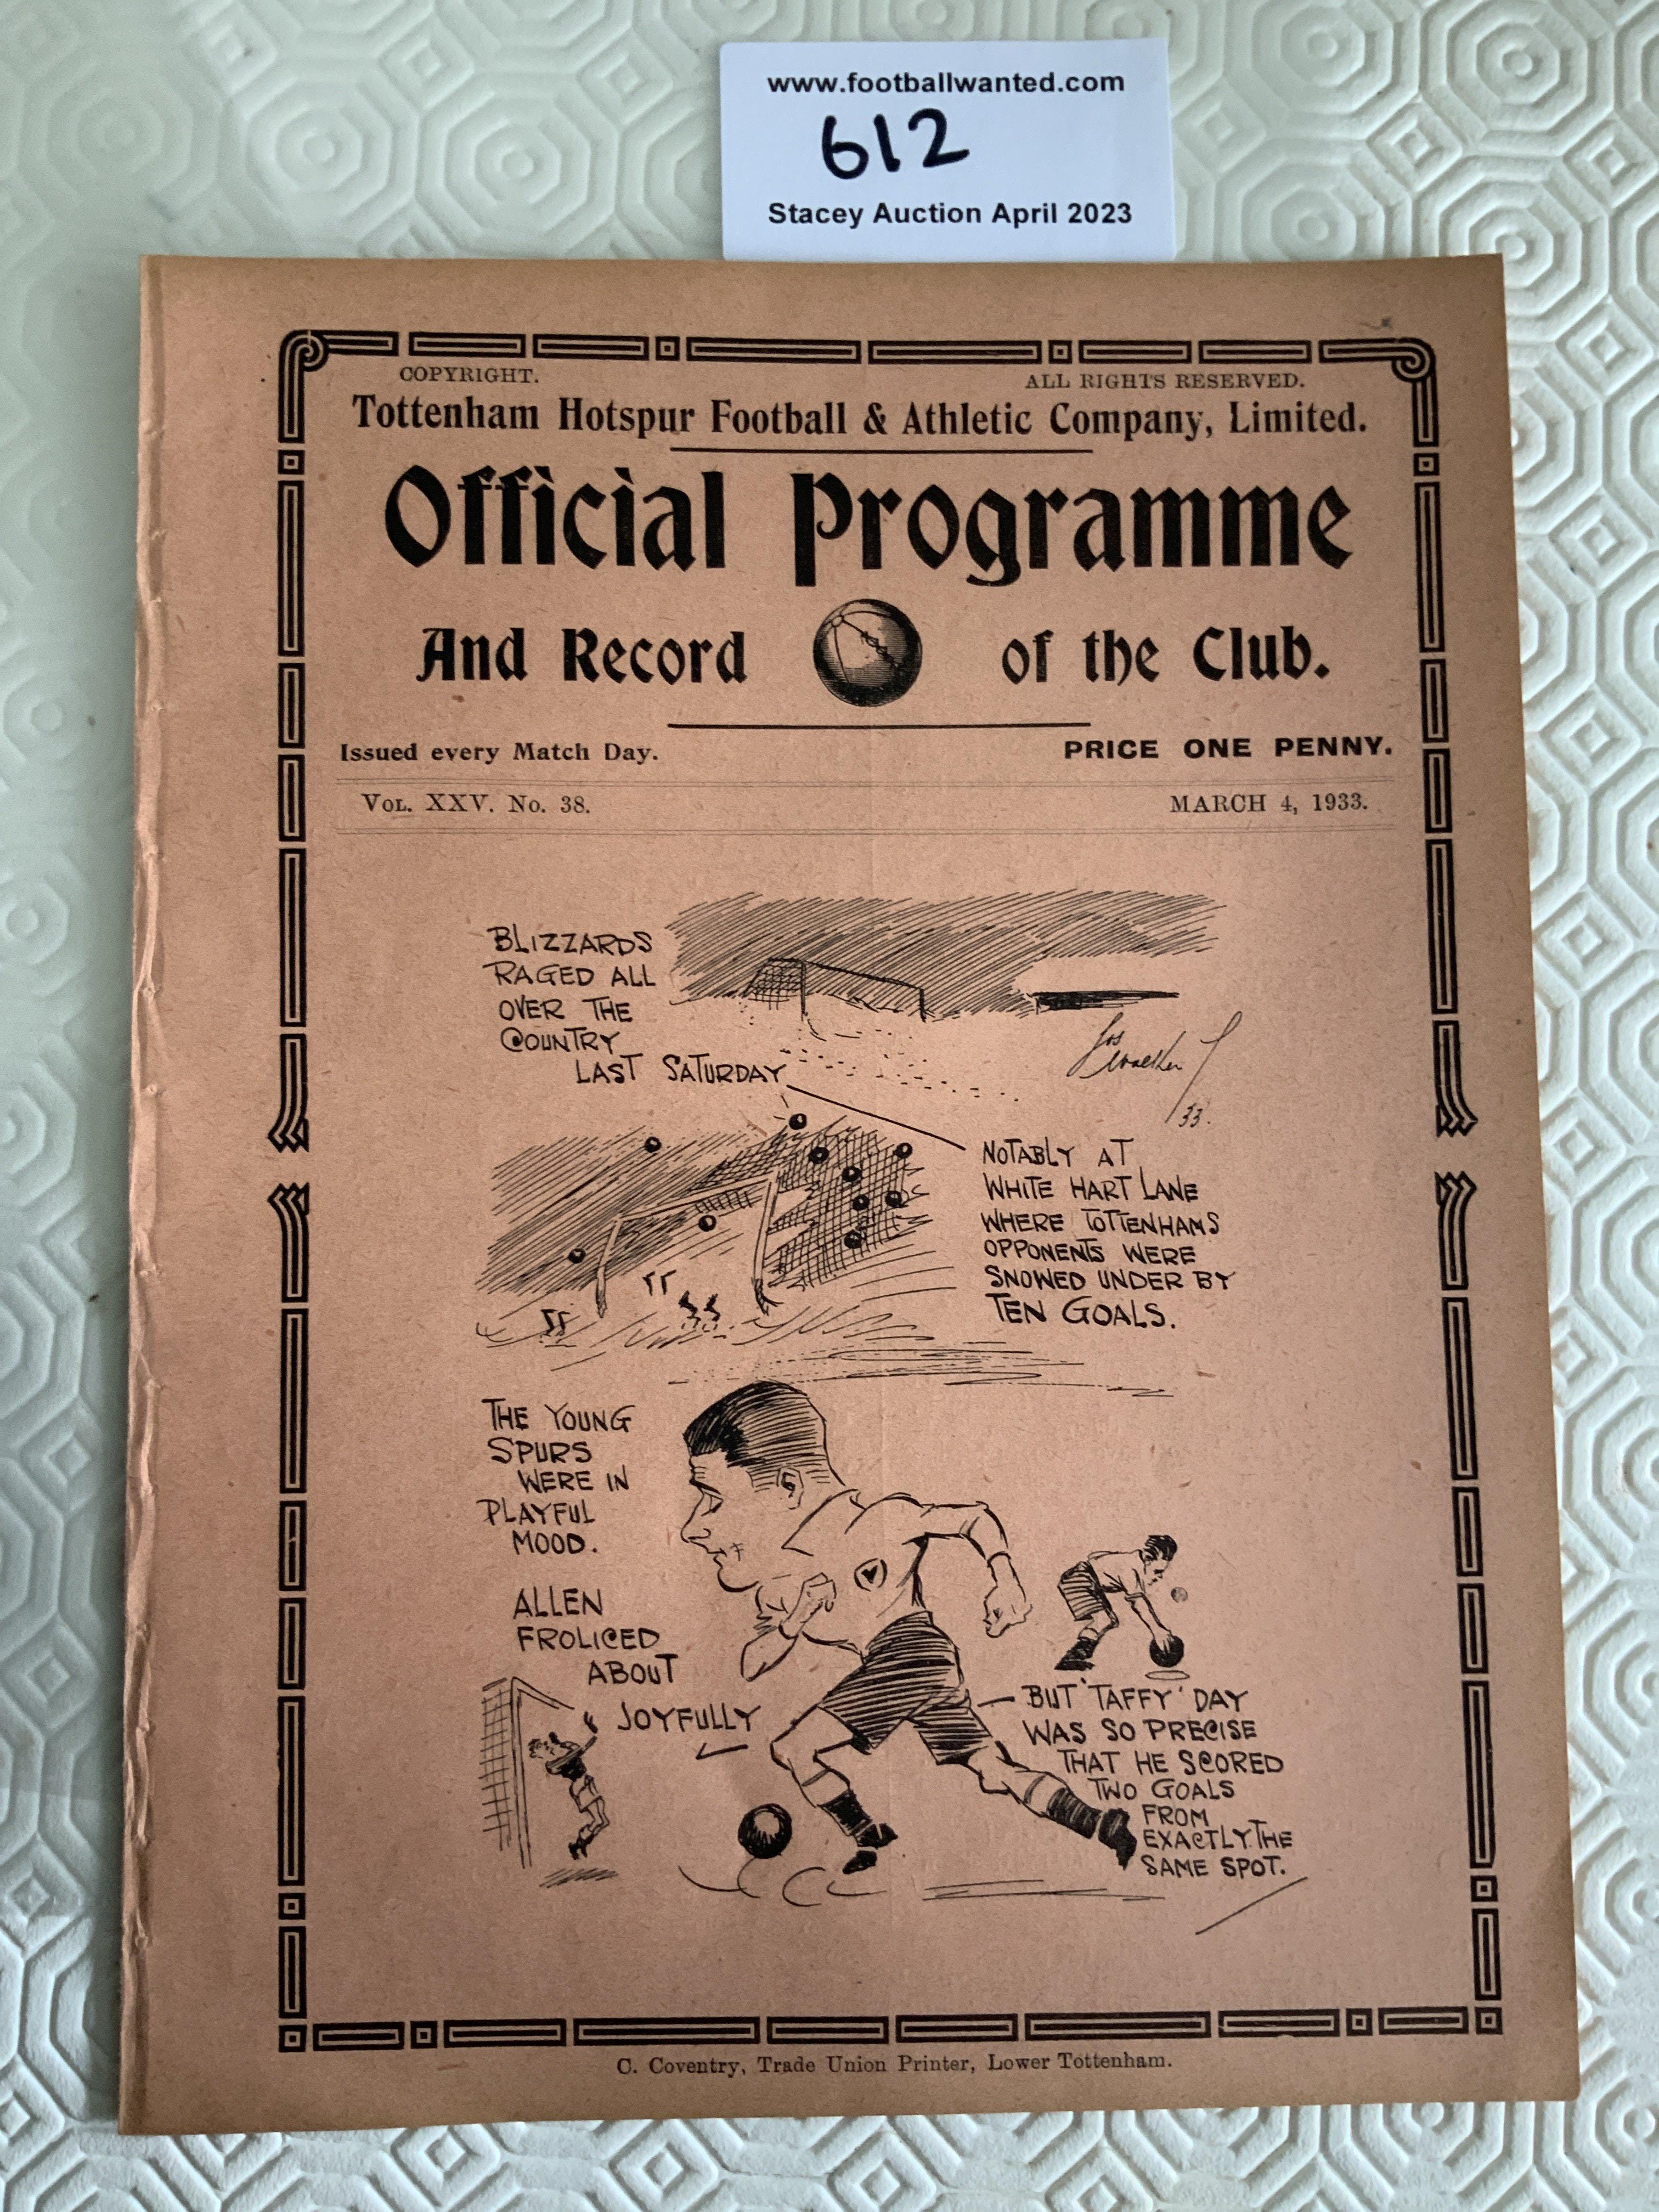 www.footballwanted.com
612
Stacey Auction April 2023
COPYRIGHT.
ALL RIGHTS RESERVED.
Tottenham Hotspur Football & Athletic Company, Limited.
Official Programme
And Record of the Club.
Issued every Match Day.
PRICE ONE PENNY.
VOL. XXV. No. 38.
MARCH 4, 1933.
BLIZZARDS
RAGED ALL
OVER THE
COUNTRY
LAST SATURDAY
33.
NOTABLY AT
WHITE HART LANE
WHERE TOTTENHAMS
OPPONENTS WERE
SNOWED UNDER BY
TEN GOALS.
THE YOUNG
SPURS
WERE IN
PLAYFUL
MOOD.
ALLEN
FROLICED
ABOUT
JOYFULLY
BUT 'TAFFY' DAY
WAS SO PRECISE
THAT HE SCORED
TWO GOALS
FROM
EXACTLY THE
SAME SPOT.
C. Coventry, Trade Union Printer, Lower Tottenham.